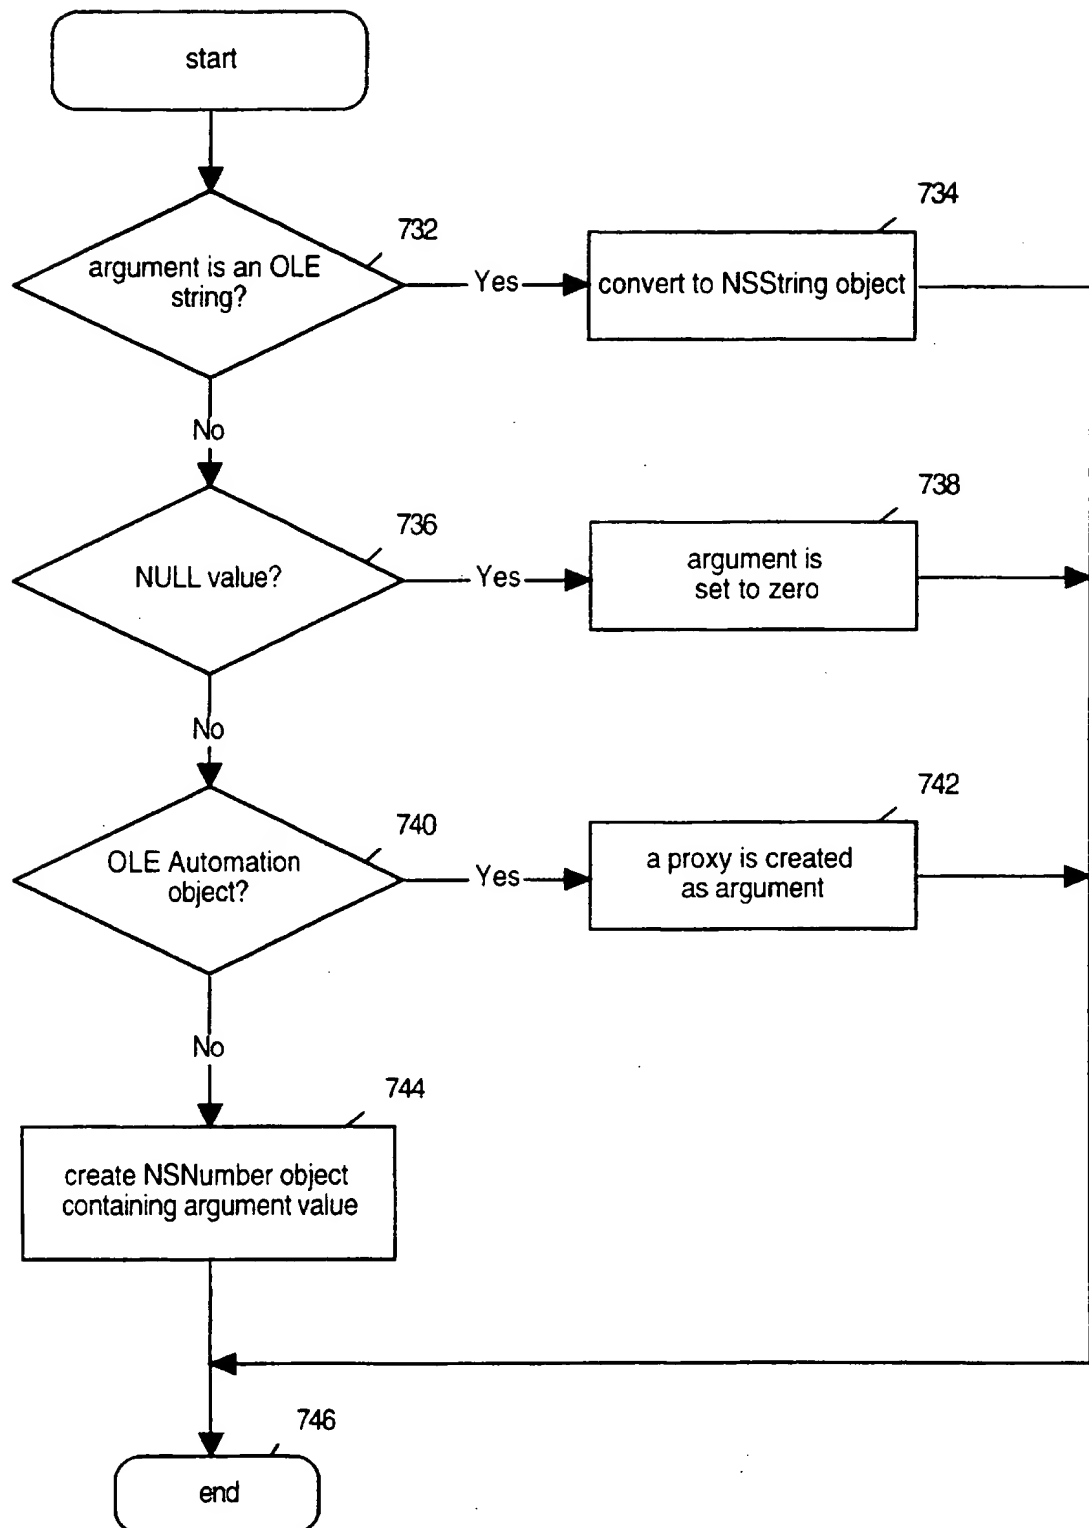 start
732
argument is an OLE
string?
Yes
734
convert to NSString object
No
736
NULL value?
Yes
738
argument is
set to zero
No
740
OLE Automation
object?
Yes
742
a proxy is created
as argument
No
744
create NSNumber object
containing argument value
746
end